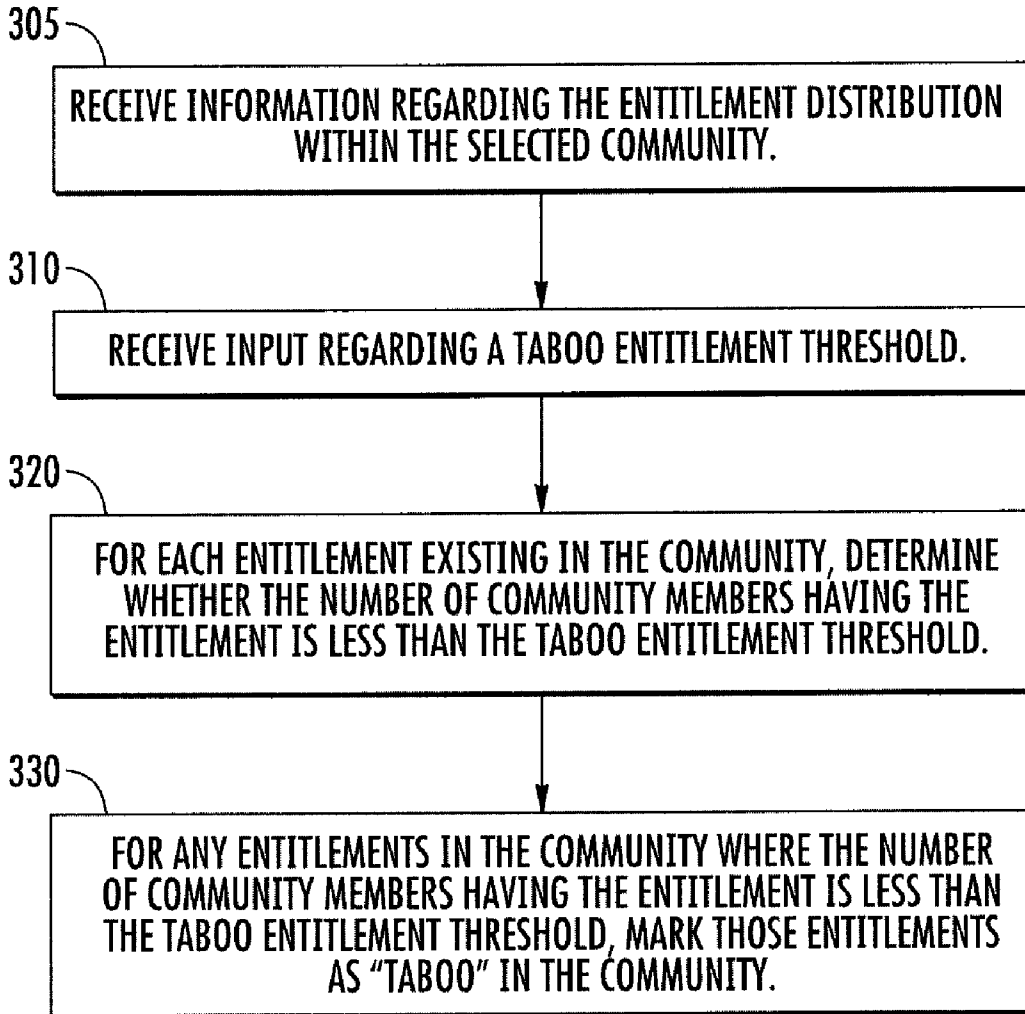 305
RECEIVE INFORMATION REGARDING THE ENTITLEMENT DISTRIBUTION
WITHIN THE SELECTED COMMUNITY.
310
RECEIVE INPUT REGARDING A TABOO ENTITLEMENT THRESHOLD.
320
FOR EACH ENTITLEMENT EXISTING IN THE COMMUNITY, DETERMINE
WHETHER THE NUMBER OF COMMUNITY MEMBERS HAVING THE
ENTITLEMENT IS LESS THAN THE TABOO ENTITLEMENT THRESHOLD.
330
FOR ANY ENTITLEMENTS IN THE COMMUNITY WHERE THE NUMBER
OF COMMUNITY MEMBERS HAVING THE ENTITLEMENT IS LESS THAN
THE TABOO ENTITLEMENT THRESHOLD, MARK THOSE ENTITLEMENTS
AS “TABOO” IN THE COMMUNITY.